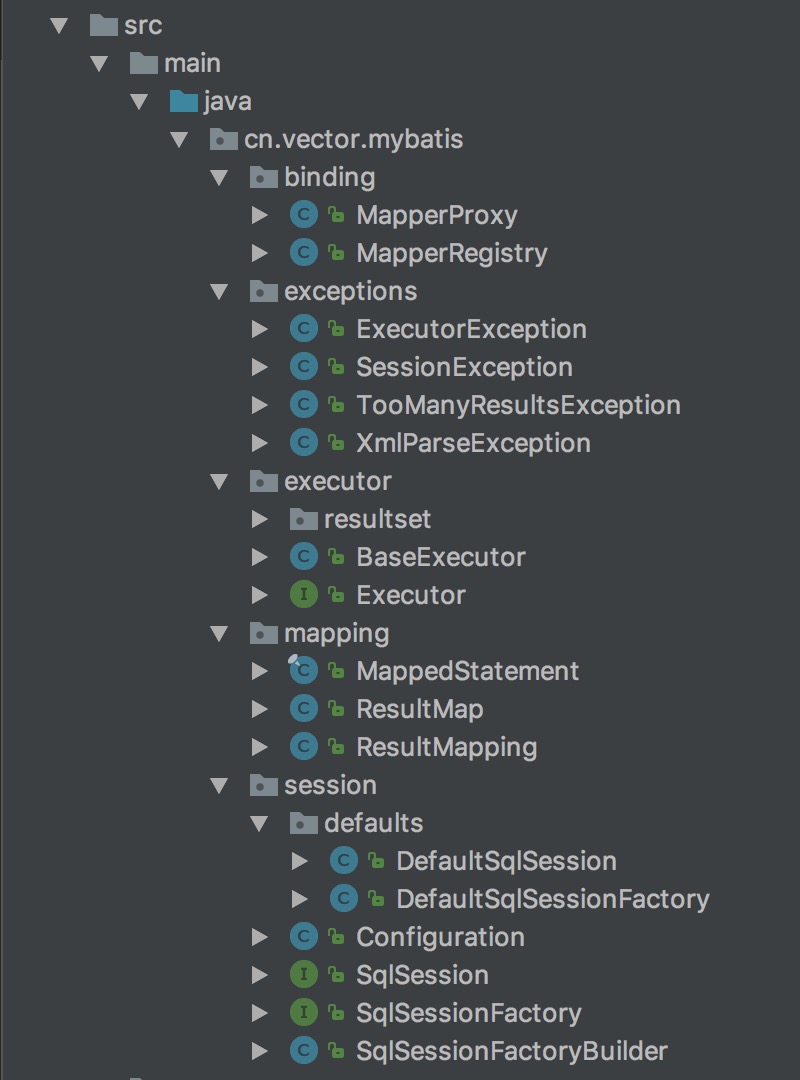 src
main
java
cn.vector.mybatis
binding
C MapperProxy
C MapperRegistry
exceptions
C ExecutorException
C SessionException
C TooManyResultsException
C XmlParseException
executor
resultset
C BaseExecutor
I Executor
mapping
C MappedStatement
C ResultMap
C ResultMapping
session
defaults
C DefaultSqlSession
C DefaultSqlSessionFactory
C Configuration
I SqlSession
I SqlSessionFactory
C SqlSessionFactoryBuilder